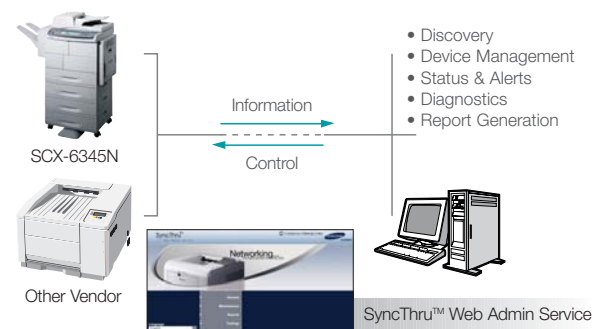 • Discovery
• Device Management
• Status & Alerts
• Diagnostics
• Report Generation
Information
Control
SCX-6345N
Other Vendor
SyncThru™
Networking
SyncThru™ Web Admin Service